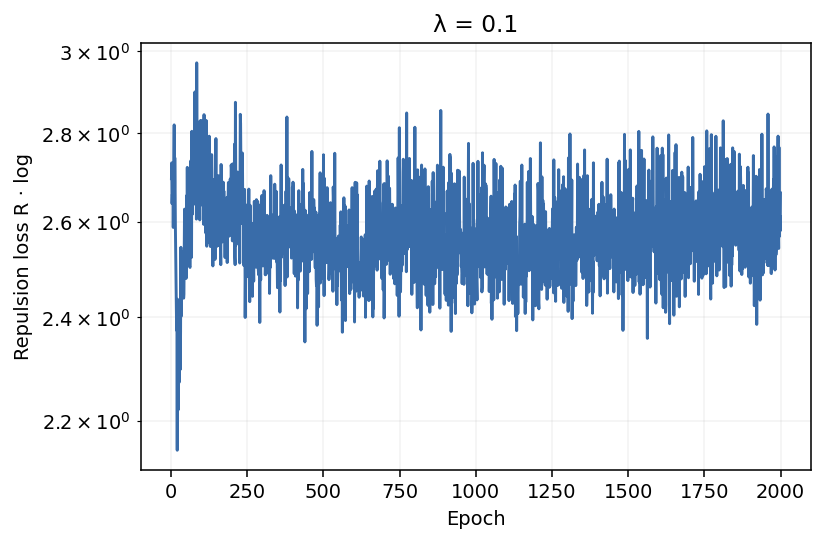 λ = 0.1
Repulsion loss R · log
3 × 10⁰
2.8 × 10⁰
2.6 × 10⁰
2.4 × 10⁰
2.2 × 10⁰
0 250 500 750 1000 1250 1500 1750 2000
Epoch